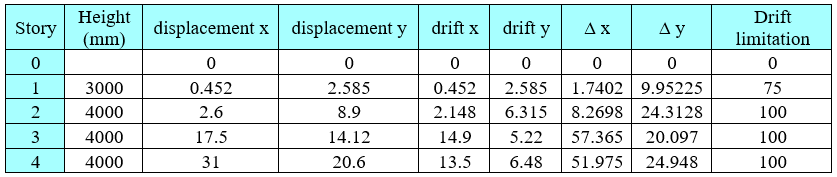 Story Height (mm) displacement x displacement y drift x drift y Δ x Δ y Drift limitation
0 0 0 0 0 0 0 0
1 3000 0.452 2.585 0.452 2.585 1.7402 9.95225 75
2 4000 2.6 8.9 2.148 6.315 8.2698 24.3128 100
3 4000 17.5 14.12 14.9 5.22 57.365 20.097 100
4 4000 31 20.6 13.5 6.48 51.975 24.948 100